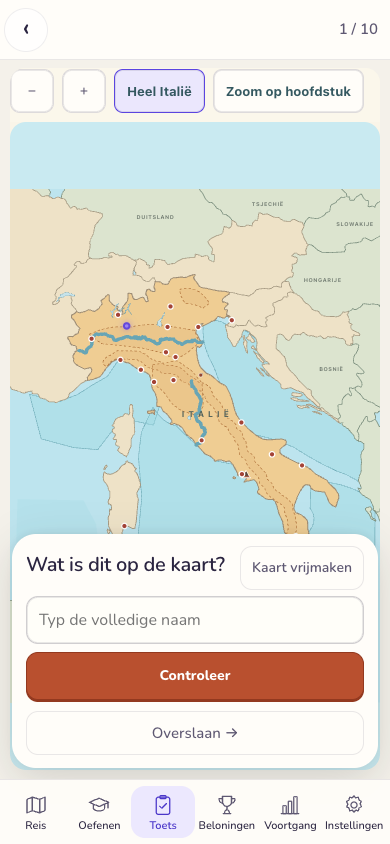 1 / 10
Heel Italië
Zoom op hoofdstuk
TSJECHIË
DUITSLAND
SLOWAKIJE
HONGARIJE
BOSNIË
ITALIË
Wat is dit op de kaart?
Kaart vrijmaken
Typ de volledige naam
Controleer
Overslaan →
Reis
Oefenen
Toets
Beloningen
Voortgang
Instellingen